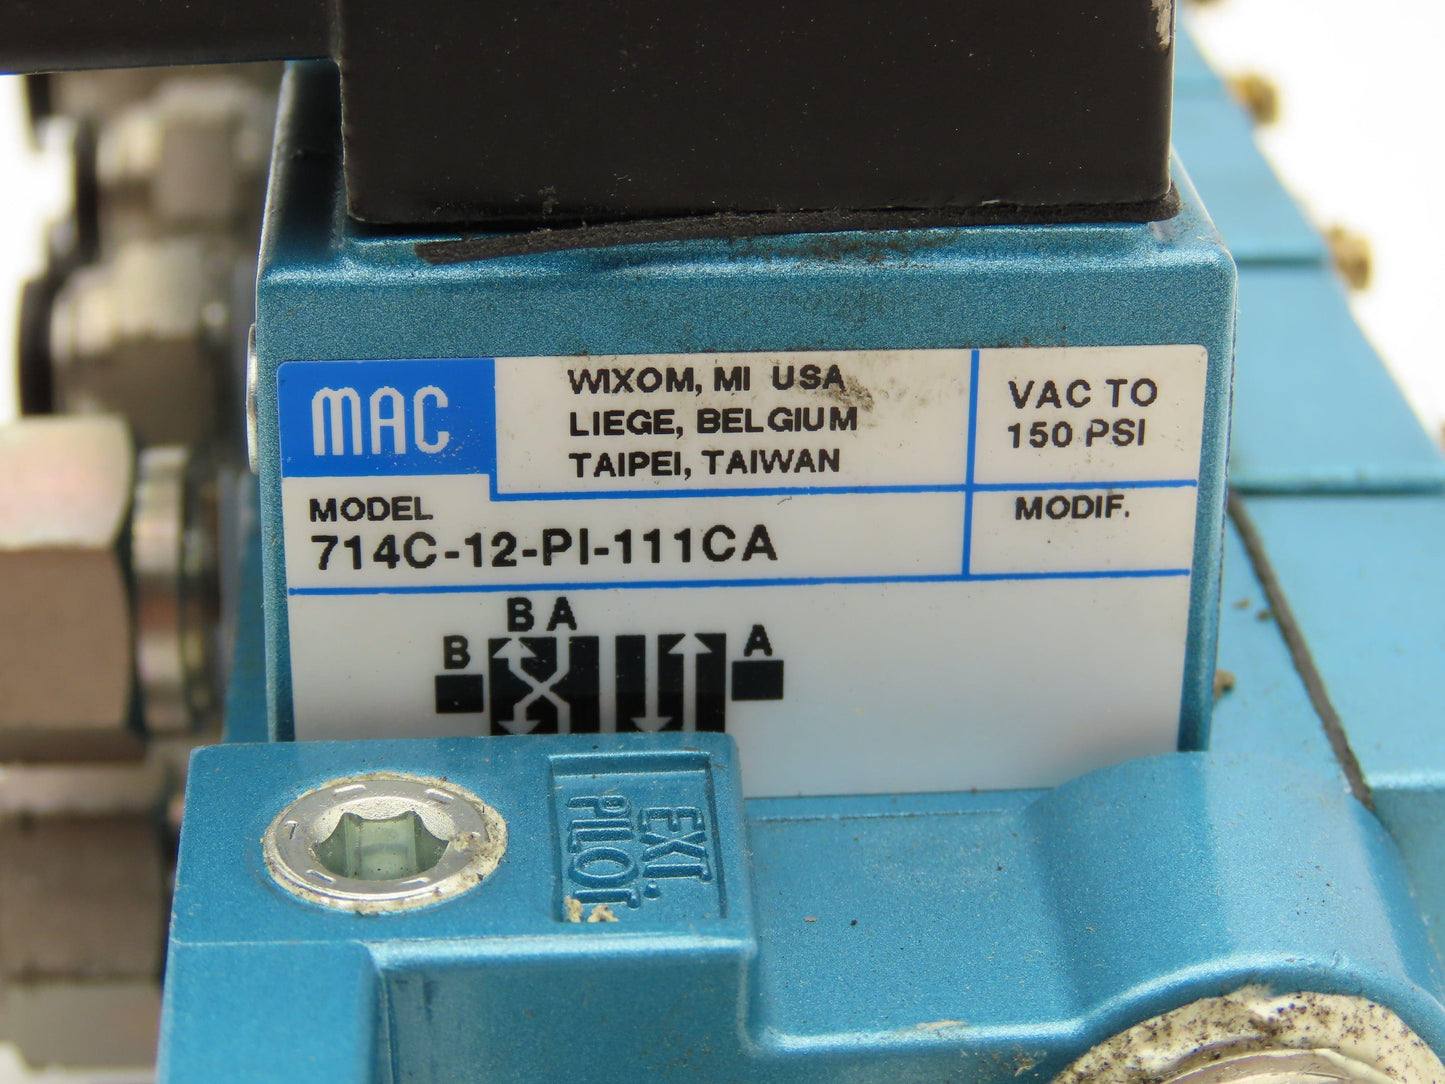 MAC
WIXOM, MI USA
LIEGE, BELGIUM
TAIPEI, TAIWAN
VAC TO
150 PSI
MODEL
714C-12-PI-111CA
MODIF.
B A
B
A
EXT.
PILOT